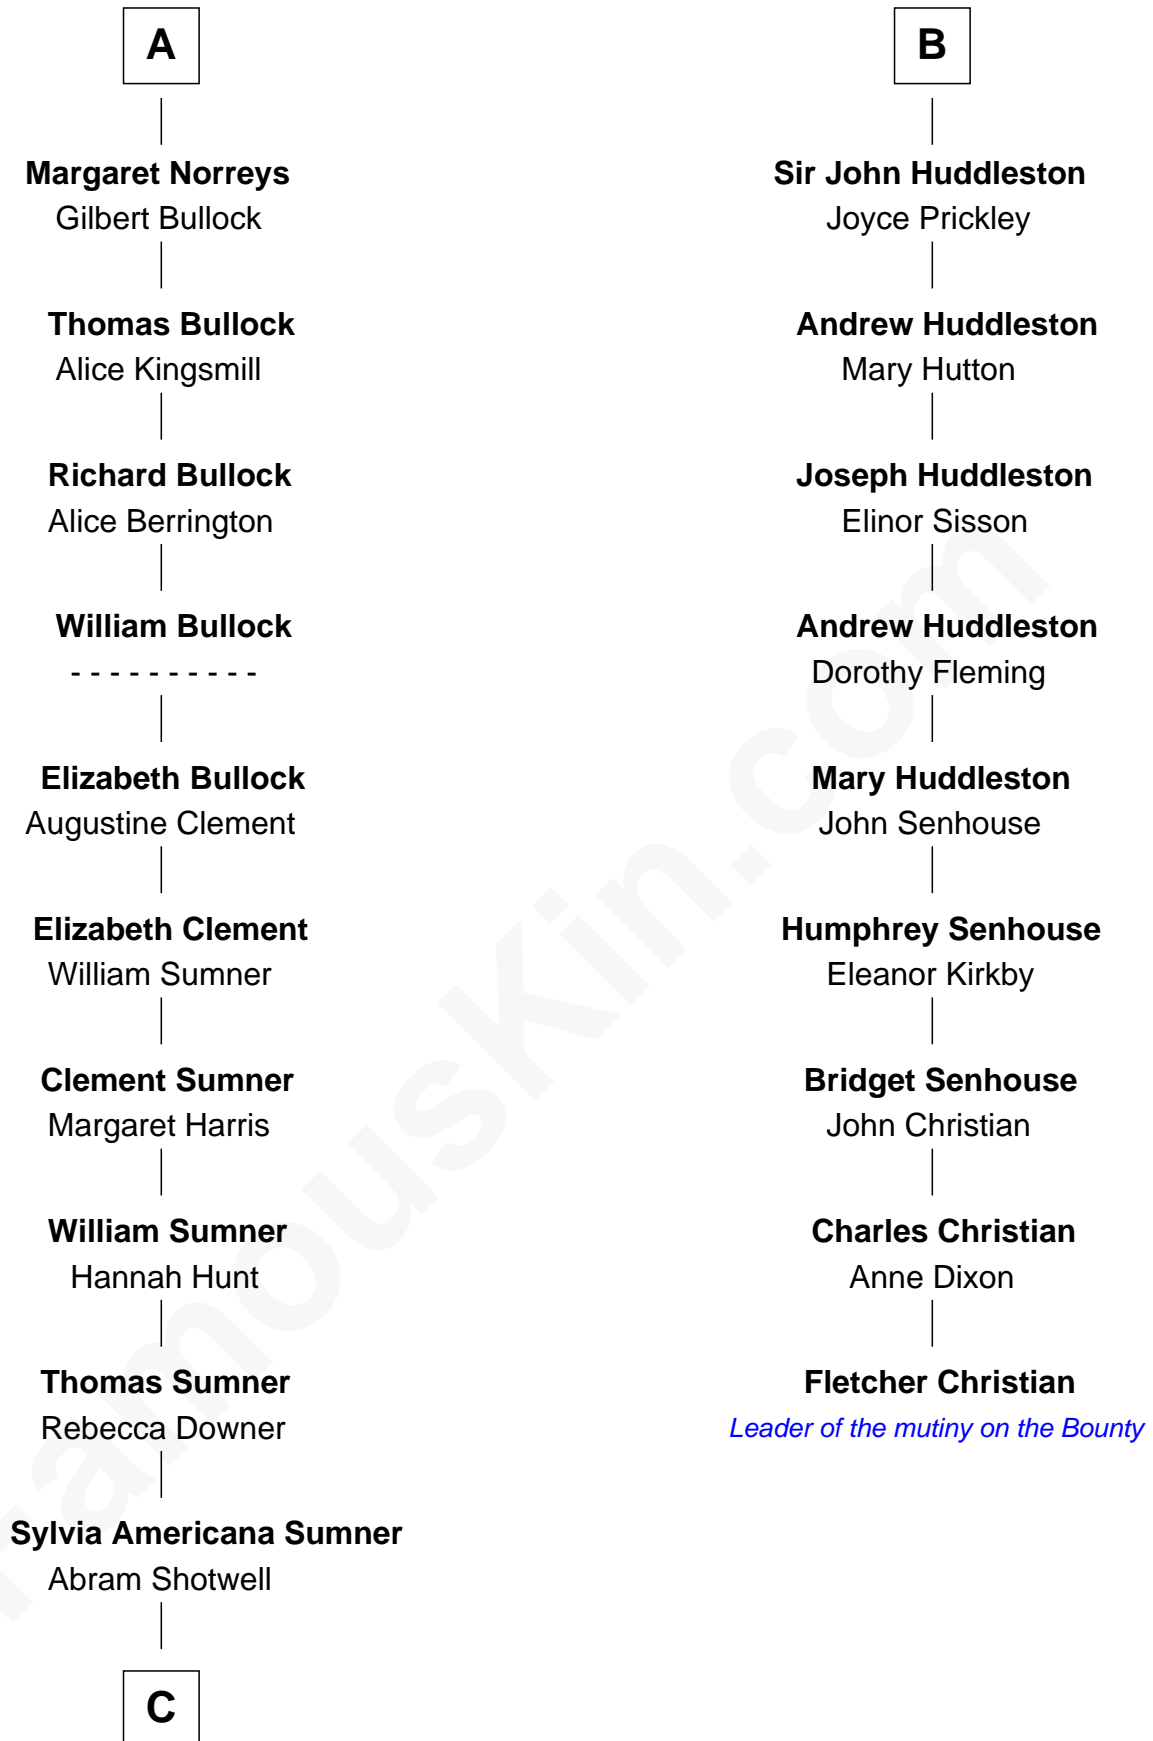 A
Margaret Norreys
Gilbert Bullock
Thomas Bullock
Alice Kingsmill
Richard Bullock
Alice Berrington
William Bullock
- - - - - - - - - -
Elizabeth Bullock
Augustine Clement
Elizabeth Clement
William Sumner
Clement Sumner
Margaret Harris
William Sumner
Hannah Hunt
Thomas Sumner
Rebecca Downer
Sylvia Americana Sumner
Abram Shotwell
C
B
Sir John Huddleston
Joyce Prickley
Andrew Huddleston
Mary Hutton
Joseph Huddleston
Elinor Sisson
Andrew Huddleston
Dorothy Fleming
Mary Huddleston
John Senhouse
Humphrey Senhouse
Eleanor Kirkby
Bridget Senhouse
John Christian
Charles Christian
Anne Dixon
Fletcher Christian
Leader of the mutiny on the Bounty
FamousKin.com